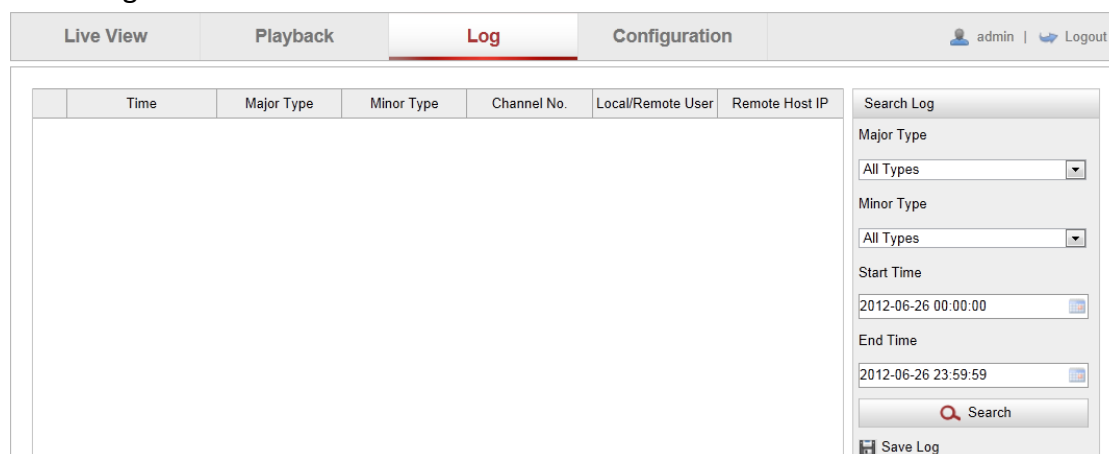 Live View Playback Log Configuration admin | Logout
Time Major Type Minor Type Channel No. Local/Remote User Remote Host IP
Search Log
Major Type
All Types
Minor Type
All Types
Start Time
2012-06-26 00:00:00
End Time
2012-06-26 23:59:59
Search
Save Log